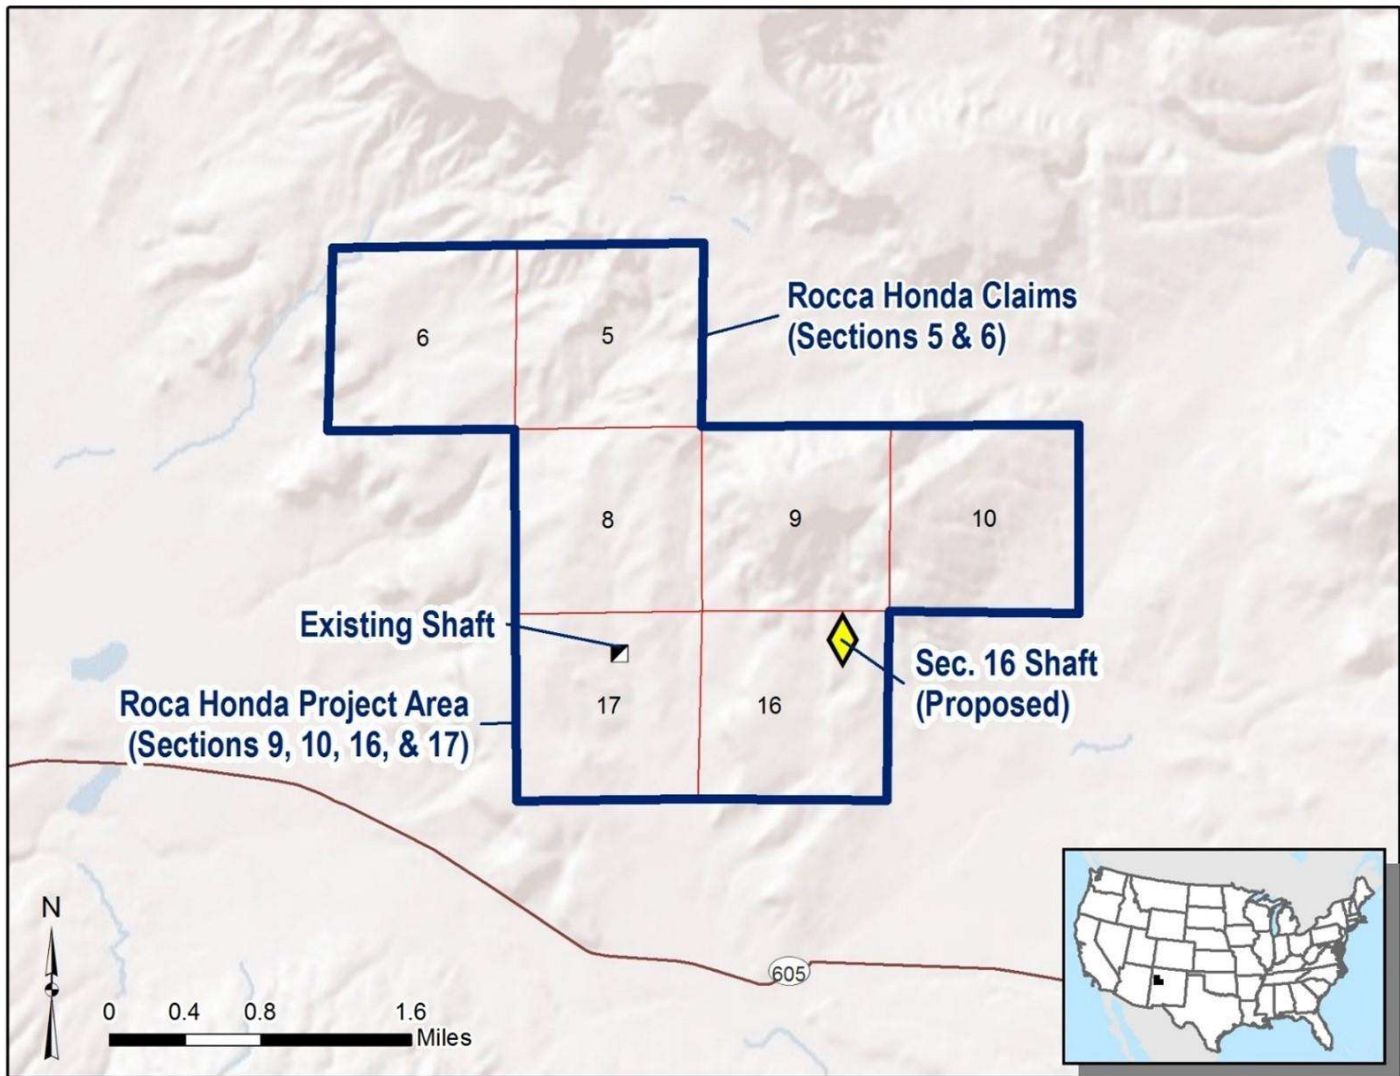 Rocca Honda Claims
(Sections 5 & 6)
6
5
8
9
10
Existing Shaft
Sec. 16 Shaft
(Proposed)
17
16
Roca Honda Project Area
(Sections 9, 10, 16, & 17)
605
N
0 0.4 0.8 1.6
Miles